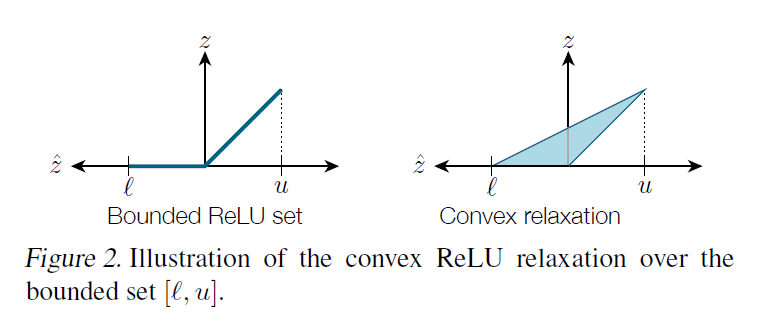 z z
ẑ ẑ
ℓ u ℓ u
Bounded ReLU set Convex relaxation
Figure 2. Illustration of the convex ReLU relaxation over the
bounded set [ℓ, u].